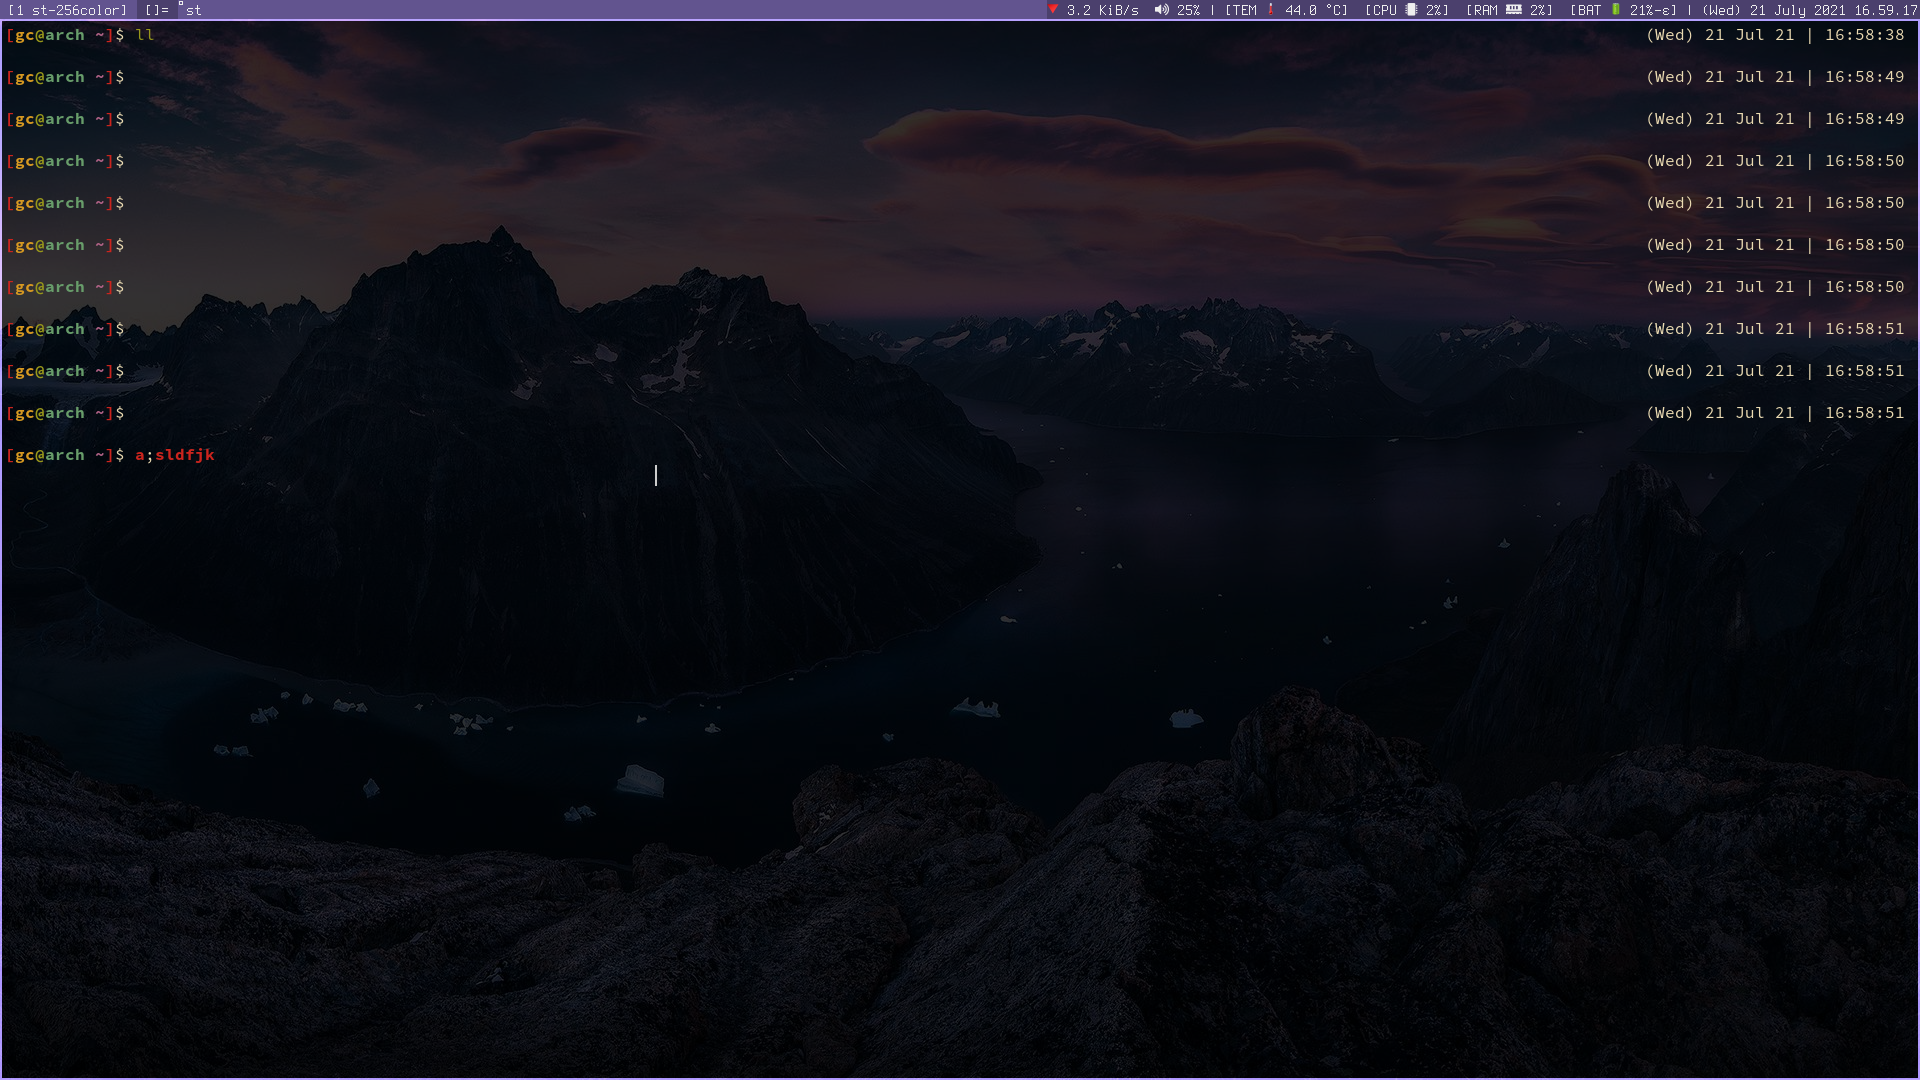 [1 st-256color] []= st 3.2 KiB/s 25% | [TEM 44.0 °C] [CPU 2%] [RAM 2%] [BAT 21%-ε] | (Wed) 21 July 2021 16.59.17
[gc@arch ~]$ ll (Wed) 21 Jul 21 | 16:58:38
[gc@arch ~]$ (Wed) 21 Jul 21 | 16:58:49
[gc@arch ~]$ (Wed) 21 Jul 21 | 16:58:49
[gc@arch ~]$ (Wed) 21 Jul 21 | 16:58:50
[gc@arch ~]$ (Wed) 21 Jul 21 | 16:58:50
[gc@arch ~]$ (Wed) 21 Jul 21 | 16:58:50
[gc@arch ~]$ (Wed) 21 Jul 21 | 16:58:50
[gc@arch ~]$ (Wed) 21 Jul 21 | 16:58:51
[gc@arch ~]$ (Wed) 21 Jul 21 | 16:58:51
[gc@arch ~]$ (Wed) 21 Jul 21 | 16:58:51
[gc@arch ~]$ a;sldfjk